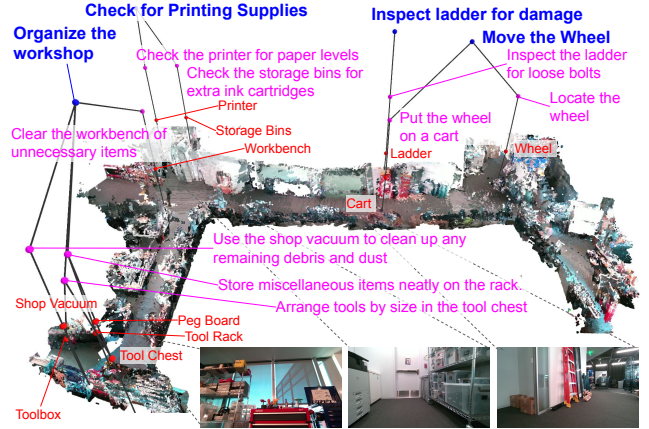 Check for Printing Supplies
Inspect ladder for damage
Organize the
workshop
Move the Wheel
Check the printer for paper levels
Check the storage bins for
extra ink cartridges
Inspect the ladder
for loose bolts
Printer
Locate the
wheel
Put the wheel
on a cart
Storage Bins
Clear the workbench of
unnecessary items
Workbench
Ladder
Wheel
Cart
Use the shop vacuum to clean up any
remaining debris and dust
Store miscellaneous items neatly on the rack.
Arrange tools by size in the tool chest
Shop Vacuum
Peg Board
Tool Rack
Tool Chest
Toolbox